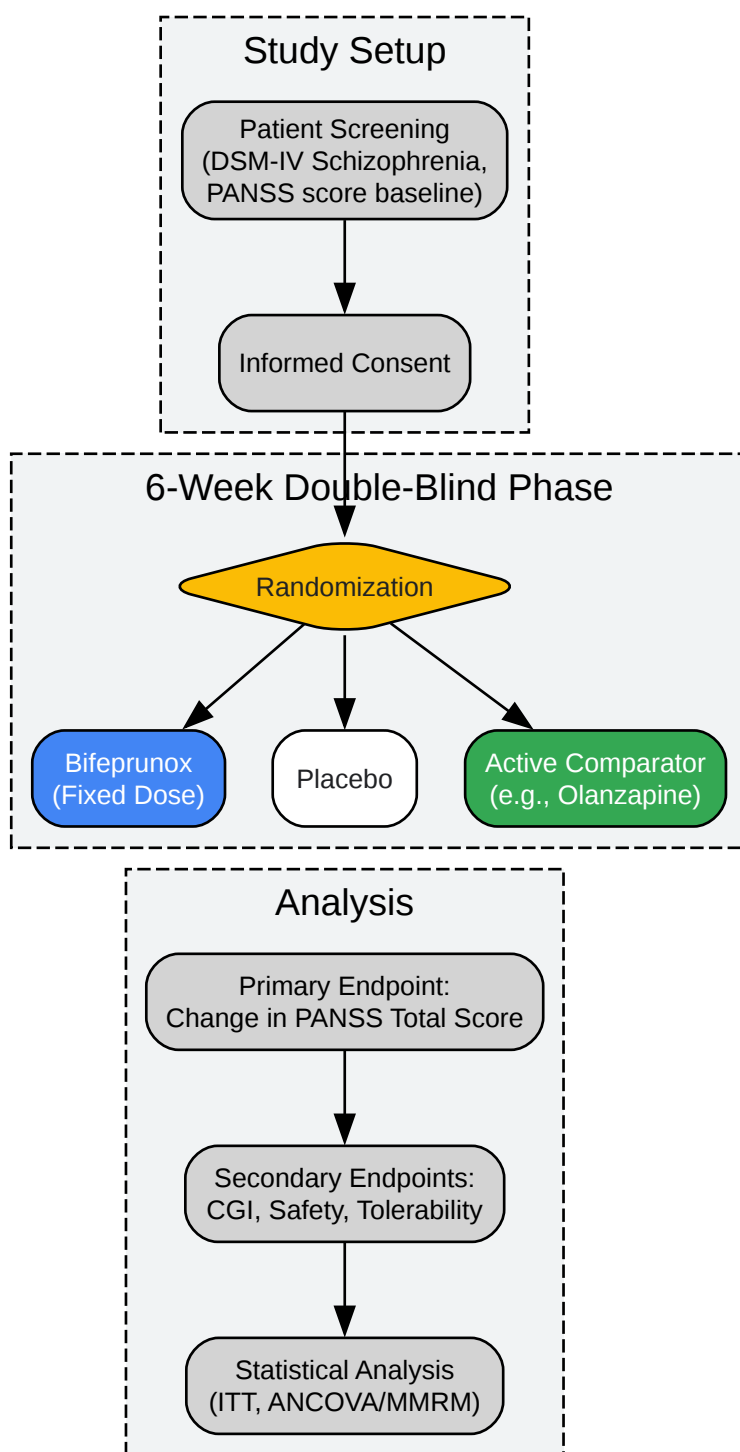 Study Setup
Patient Screening
(DSM-IV Schizophrenia,
PANSS score baseline)
Informed Consent
6-Week Double-Blind Phase
Randomization
Bifeprunox
(Fixed Dose)
Placebo
Active Comparator
(e.g., Olanzapine)
Analysis
Primary Endpoint:
Change in PANSS Total Score
Secondary Endpoints:
CGI, Safety, Tolerability
Statistical Analysis
(ITT, ANCOVA/MMRM)